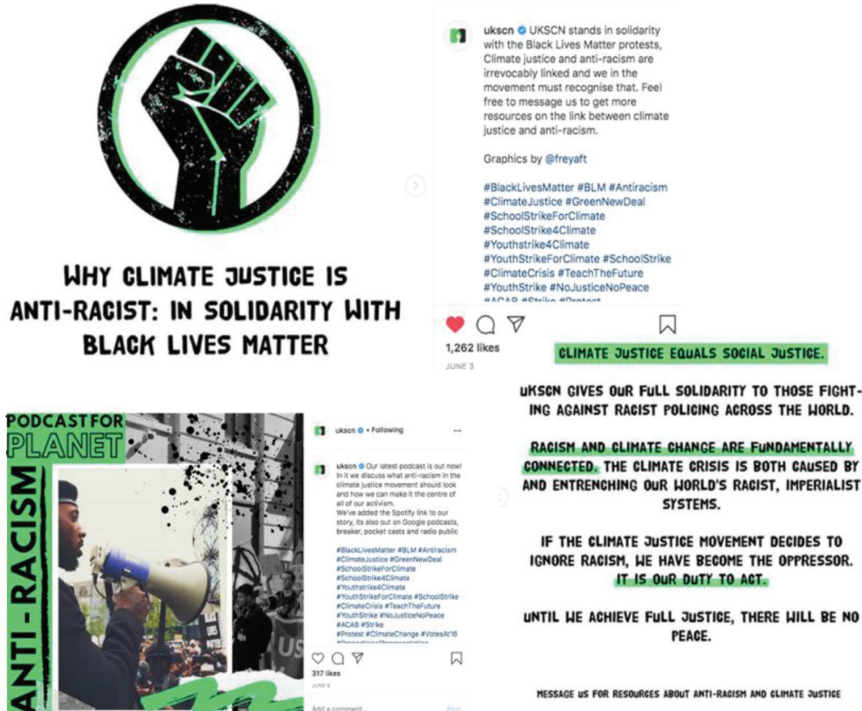 WHY CLIMATE JUSTICE IS
ANTI-RACIST: IN SOLIDARITY WITH
BLACK LIVES MATTER
ukscn UKSCN stands in solidarity
with the Black Lives Matter protests,
Climate justice and anti-racism are
irrevocably linked and we in the
movement must recognise that. Feel
free to message us to get more
resources on the link between climate
justice and anti-racism.
Graphics by @freyaft
#BlackLivesMatter #BLM #Antiracism
#ClimateJustice #GreenNewDeal
#SchoolStrikeForClimate
#SchoolStrike4Climate
#Youthstrike4Climate
#YouthStrikeForClimate #SchoolStrike
#ClimateCrisis #TeachTheFuture
#YouthStrike #NoJusticeNoPeace
#ACAB #Strike #Protest
1,262 likes
JUNE 3
PODCAST FOR
PLANET
ANTI-RACISM
BLACK
LIVES
MATTER
US
ukscn • Following
ukscn Our latest podcast is out now!
In it we discuss what anti-racism in the
climate justice movement should look
and how we can make it the centre of
all of our activism.
We've added the Spotify link to our
story, its also out on Google podcasts,
breaker, pocket casts and radio public
#BlackLivesMatter #BLM #Antiracism
#ClimateJustice #GreenNewDeal
#SchoolStrikeForClimate
#SchoolStrike4Climate
#Youthstrike4Climate
#YouthStrikeForClimate #SchoolStrike
#ClimateCrisis #TeachTheFuture
#YouthStrike #NoJusticeNoPeace
#ACAB #Strike
#Protest #ClimateChange #VotesAt16
#ProportionalRepresentation
317 likes
JUNE 5
Add a comment...
Post
CLIMATE JUSTICE EQUALS SOCIAL JUSTICE.
UKSCN GIVES OUR FULL SOLIDARITY TO THOSE FIGHT-
ING AGAINST RACIST POLICING ACROSS THE WORLD.
RACISM AND CLIMATE CHANGE ARE FUNDAMENTALLY
CONNECTED. THE CLIMATE CRISIS IS BOTH CAUSED BY
AND ENTRENCHING OUR WORLD'S RACIST, IMPERIALIST
SYSTEMS.
IF THE CLIMATE JUSTICE MOVEMENT DECIDES TO
IGNORE RACISM, WE HAVE BECOME THE OPPRESSOR.
IT IS OUR DUTY TO ACT.
UNTIL WE ACHIEVE FULL JUSTICE, THERE WILL BE NO
PEACE.
MESSAGE US FOR RESOURCES ABOUT ANTI-RACISM AND CLIMATE JUSTICE